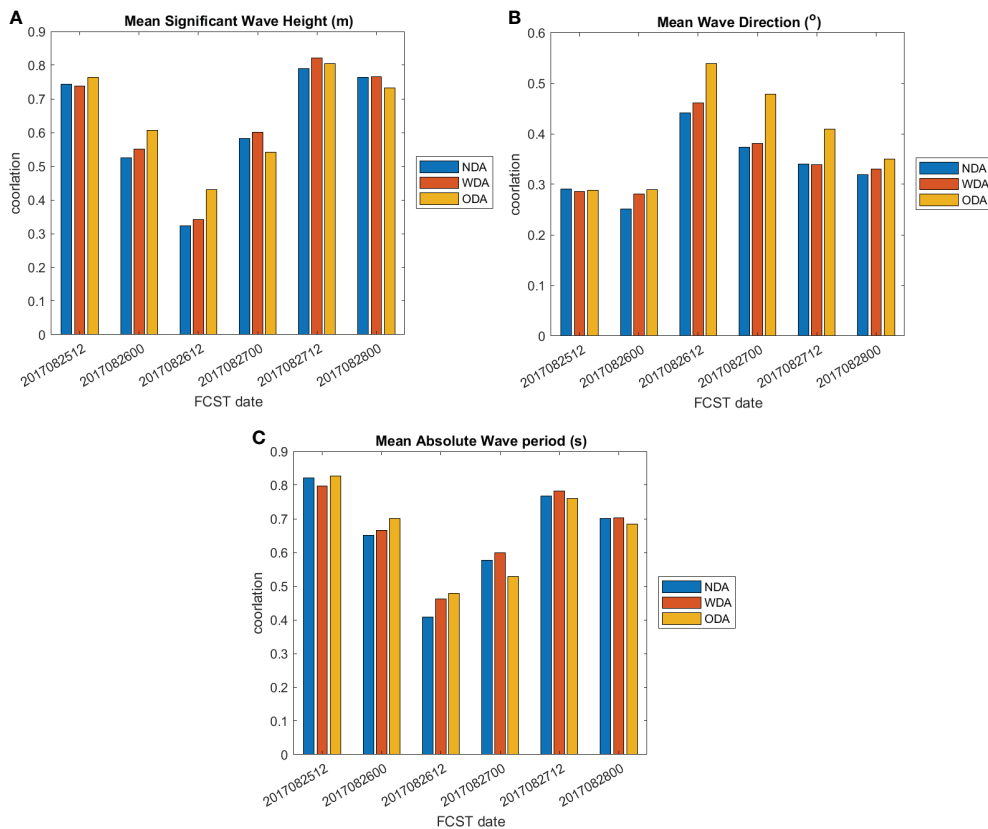 A
Mean Significant Wave Height (m)
0.9
0.8
0.7
0.6
0.5
0.4
0.3
0.2
0.1
0
coorlation
2017082512
2017082600
2017082612
2017082700
2017082712
2017082800
FCST date
NDA
WDA
ODA
B
Mean Wave Direction (°)
0.6
0.5
0.4
0.3
0.2
0.1
0
coorlation
2017082512
2017082600
2017082612
2017082700
2017082712
2017082800
FCST date
NDA
WDA
ODA
C
Mean Absolute Wave period (s)
0.9
0.8
0.7
0.6
0.5
0.4
0.3
0.2
0.1
0
coorlation
2017082512
2017082600
2017082612
2017082700
2017082712
2017082800
FCST date
NDA
WDA
ODA